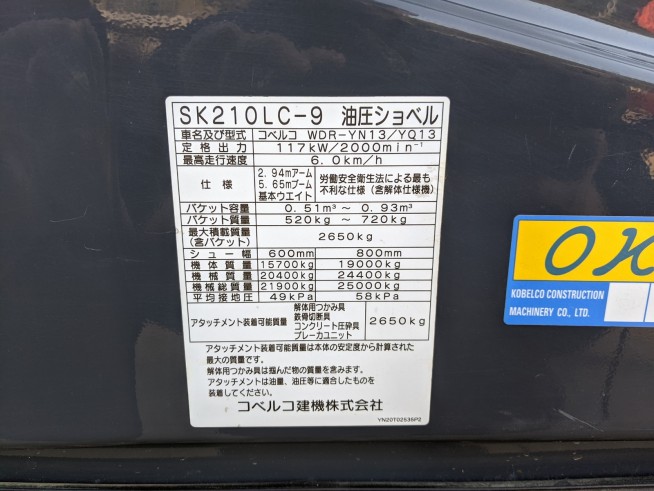 SK210LC-9 油圧ショベル
車名及び型式 コベルコ WDR-YN13/YQ13
定格出力 117kW/2000min⁻¹
最高走行速度 6.0km/h
仕様 2.94mアーム 5.65mブーム 基本ウエイト 労働安全衛生法による最も不利な仕様(含解体仕様機)
バケット容量 0.51m³ ~ 0.93m³
バケット質量 520kg ~ 720kg
最大積載質量(含バケット) 2650kg
シュー幅 600mm 800mm
機体質量 15700kg 19000kg
機械質量 20400kg 24400kg
機械総質量 21900kg 25000kg
平均接地圧 49kPa 58kPa
アタッチメント装着可能質量 解体用つかみ具 鉄骨切断具 コンクリート圧砕具 ブレーカユニット 2650kg
アタッチメント装着可能質量は本体の安定度から計算された
最大の質量です。
解体用つかみ具は掴んだ物の質量を含みます。
アタッチメントは油量、油圧等に適合したものを
装着してください。
コベルコ建機株式会社
YN20T02535P2
OK
KOBELCO CONSTRUCTION
MACHINERY CO., LTD.